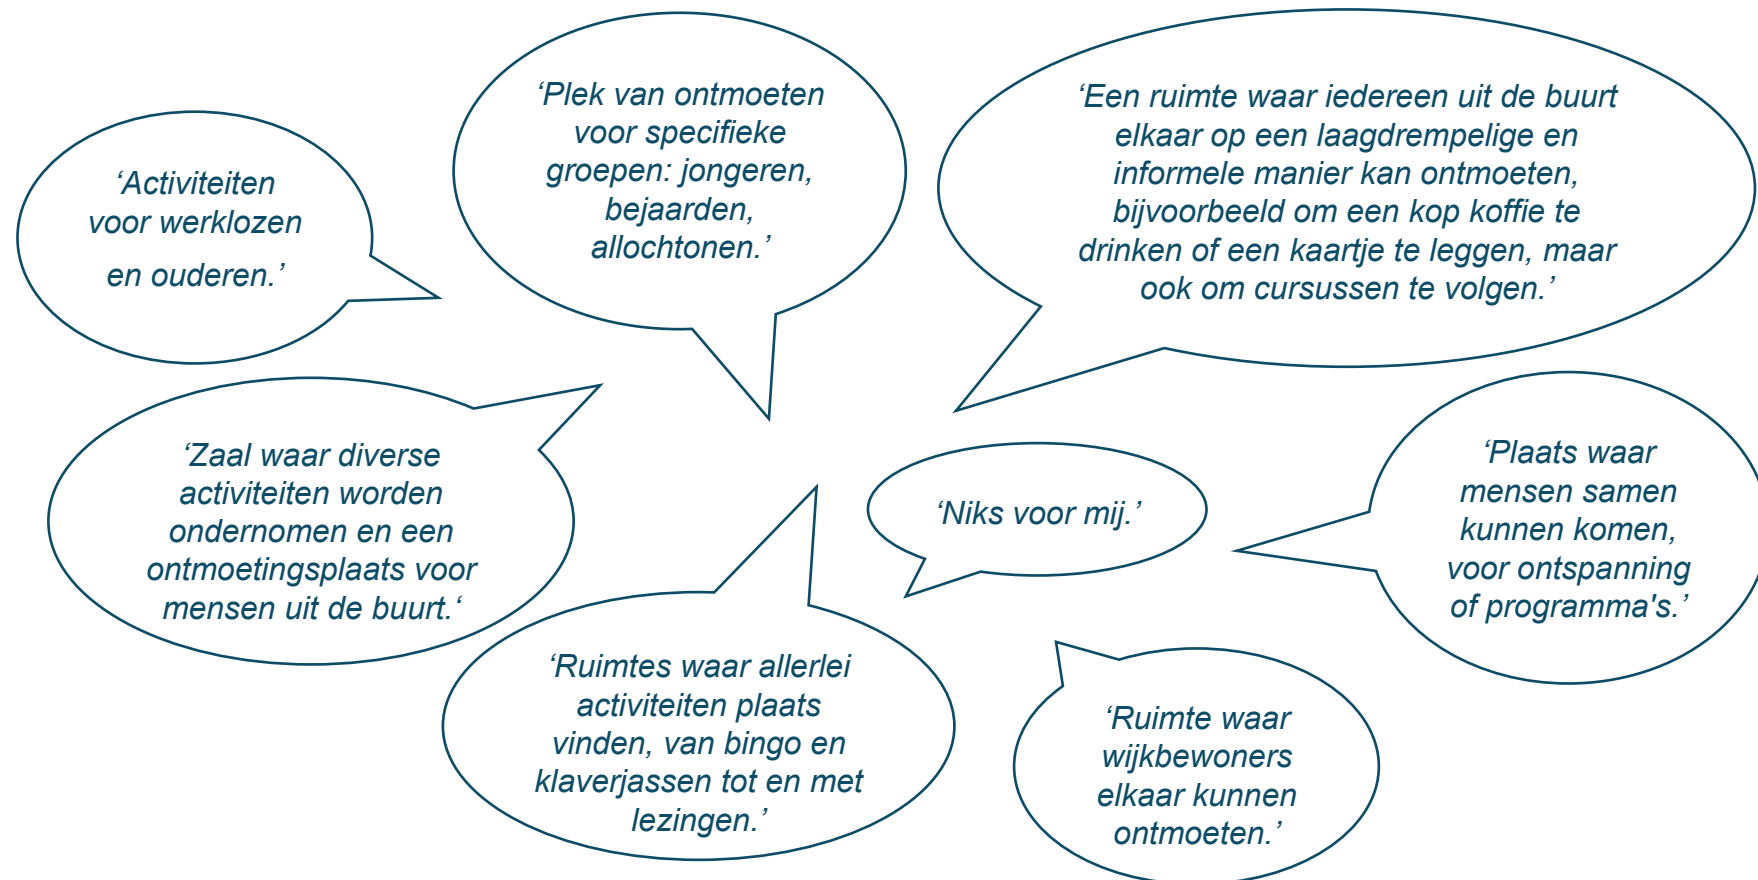 ‘Activiteiten
voor werklozen
en ouderen.’
‘Plek van ontmoeten
voor specifieke
groepen: jongeren,
bejaarden,
allochtonen.’
‘Een ruimte waar iedereen uit de buurt
elkaar op een laagdrempelige en
informele manier kan ontmoeten,
bijvoorbeeld om een kop koffie te
drinken of een kaartje te leggen, maar
ook om cursussen te volgen.’
‘Zaal waar diverse
activiteiten worden
ondernomen en een
ontmoetingsplaats voor
mensen uit de buurt.‘
‘Niks voor mij.’
‘Plaats waar
mensen samen
kunnen komen,
voor ontspanning
of programma's.’
‘Ruimtes waar allerlei
activiteiten plaats
vinden, van bingo en
klaverjassen tot en met
lezingen.’
‘Ruimte waar
wijkbewoners
elkaar kunnen
ontmoeten.’